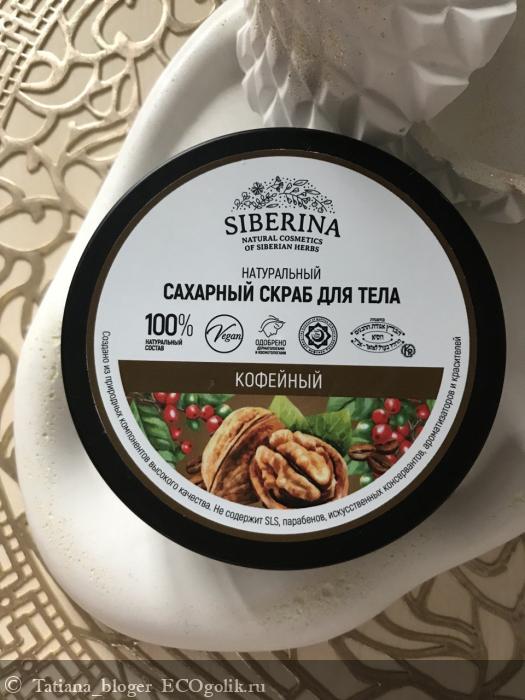 SIBERINA
NATURAL COSMETICS
OF SIBERIAN HERBS
НАТУРАЛЬНЫЙ
САХАРНЫЙ СКРАБ ДЛЯ ТЕЛА
100%
НАТУРАЛЬНЫЙ
СОСТАВ
Vegan
ОДОБРЕНО
ДЕРМАТОЛОГАМИ
И КОСМЕТОЛОГАМИ
КОФЕЙНЫЙ
Создано из природных компонентов высокого качества. Не содержит SLS, парабенов, искусственных консервантов, ароматизаторов и красителей
Tatiana_bloger ECOgolik.ru